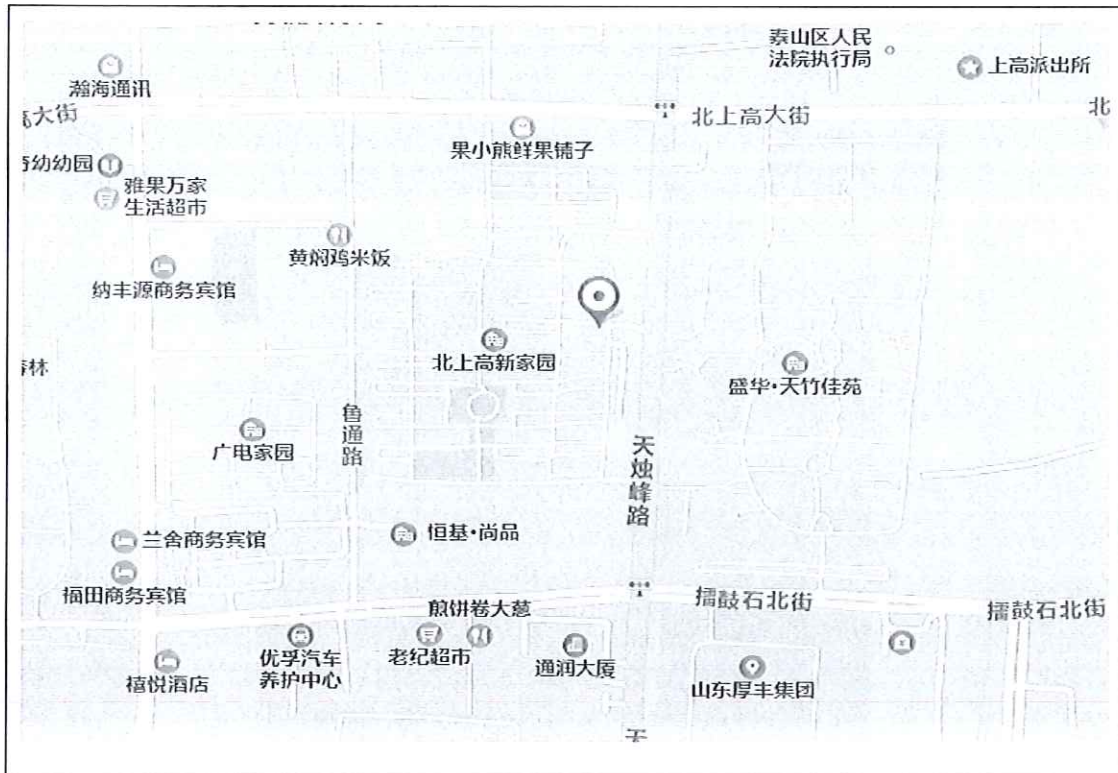 泰山区人民
法院执行局
上高派出所
瀚海通讯
高大街
北上高大街
北
果小熊鲜果铺子
幼幼园
雅果万家
生活超市
黄焖鸡米饭
纳丰源商务宾馆
北上高新家园
盛华·天竹佳苑
林
鲁通路
广电家园
天烛峰路
恒基·尚品
兰舍商务宾馆
福田商务宾馆
煎饼卷大葱
擂鼓石北街
擂鼓石北街
优孚汽车
养护中心
老纪超市
通润大厦
禧悦酒店
山东厚丰集团
天